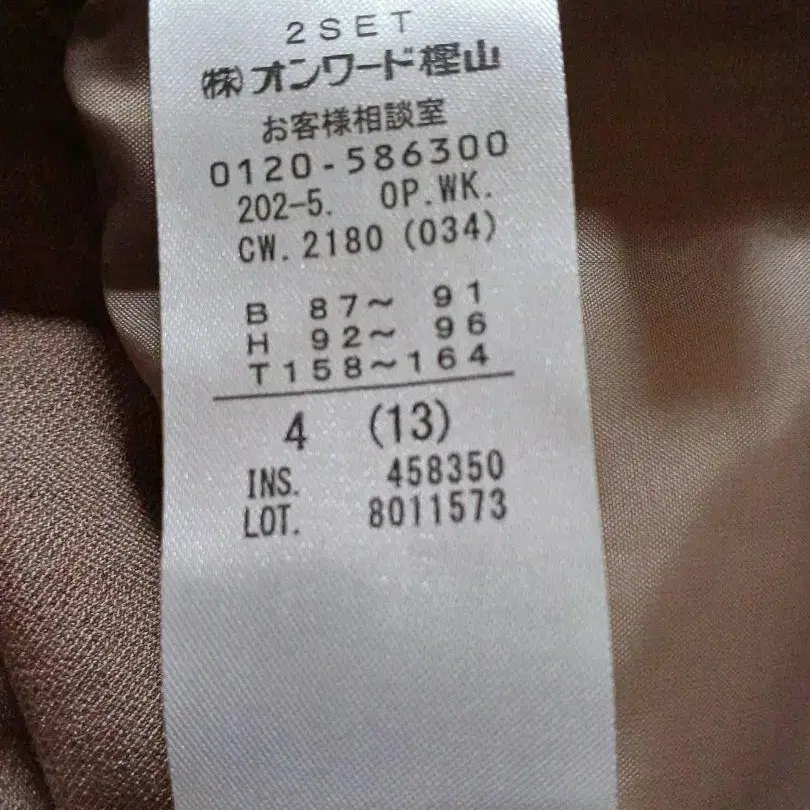 2SET
㈱オンワード樫山
お客様相談室
0120-586300
202-5. OP.WK.
CW.2180 (034)
B 87～ 91
H 92～ 96
T158～164
4 (13)
INS. 458350
LOT. 8011573